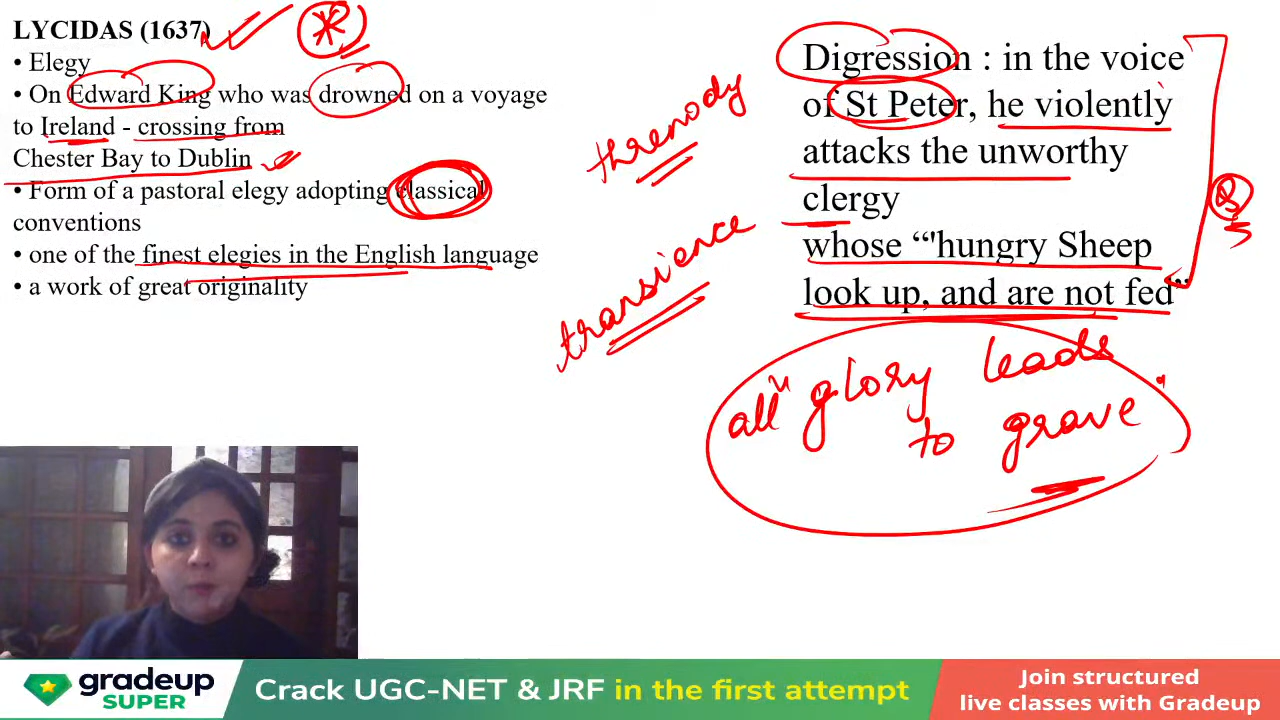 LYCIDAS (1637)
• Elegy
• On Edward King who was drowned on a voyage
to Ireland - crossing from
Chester Bay to Dublin
• Form of a pastoral elegy adopting classical
conventions
• one of the finest elegies in the English language
• a work of great originality
threnody
transience
Digression : in the voice
of St Peter, he violently
attacks the unworthy
clergy
whose “'hungry Sheep
look up, and are not fed”
all glory leads
to grave
gradeup
SUPER
Crack UGC-NET & JRF in the first attempt
Join structured
live classes with Gradeup